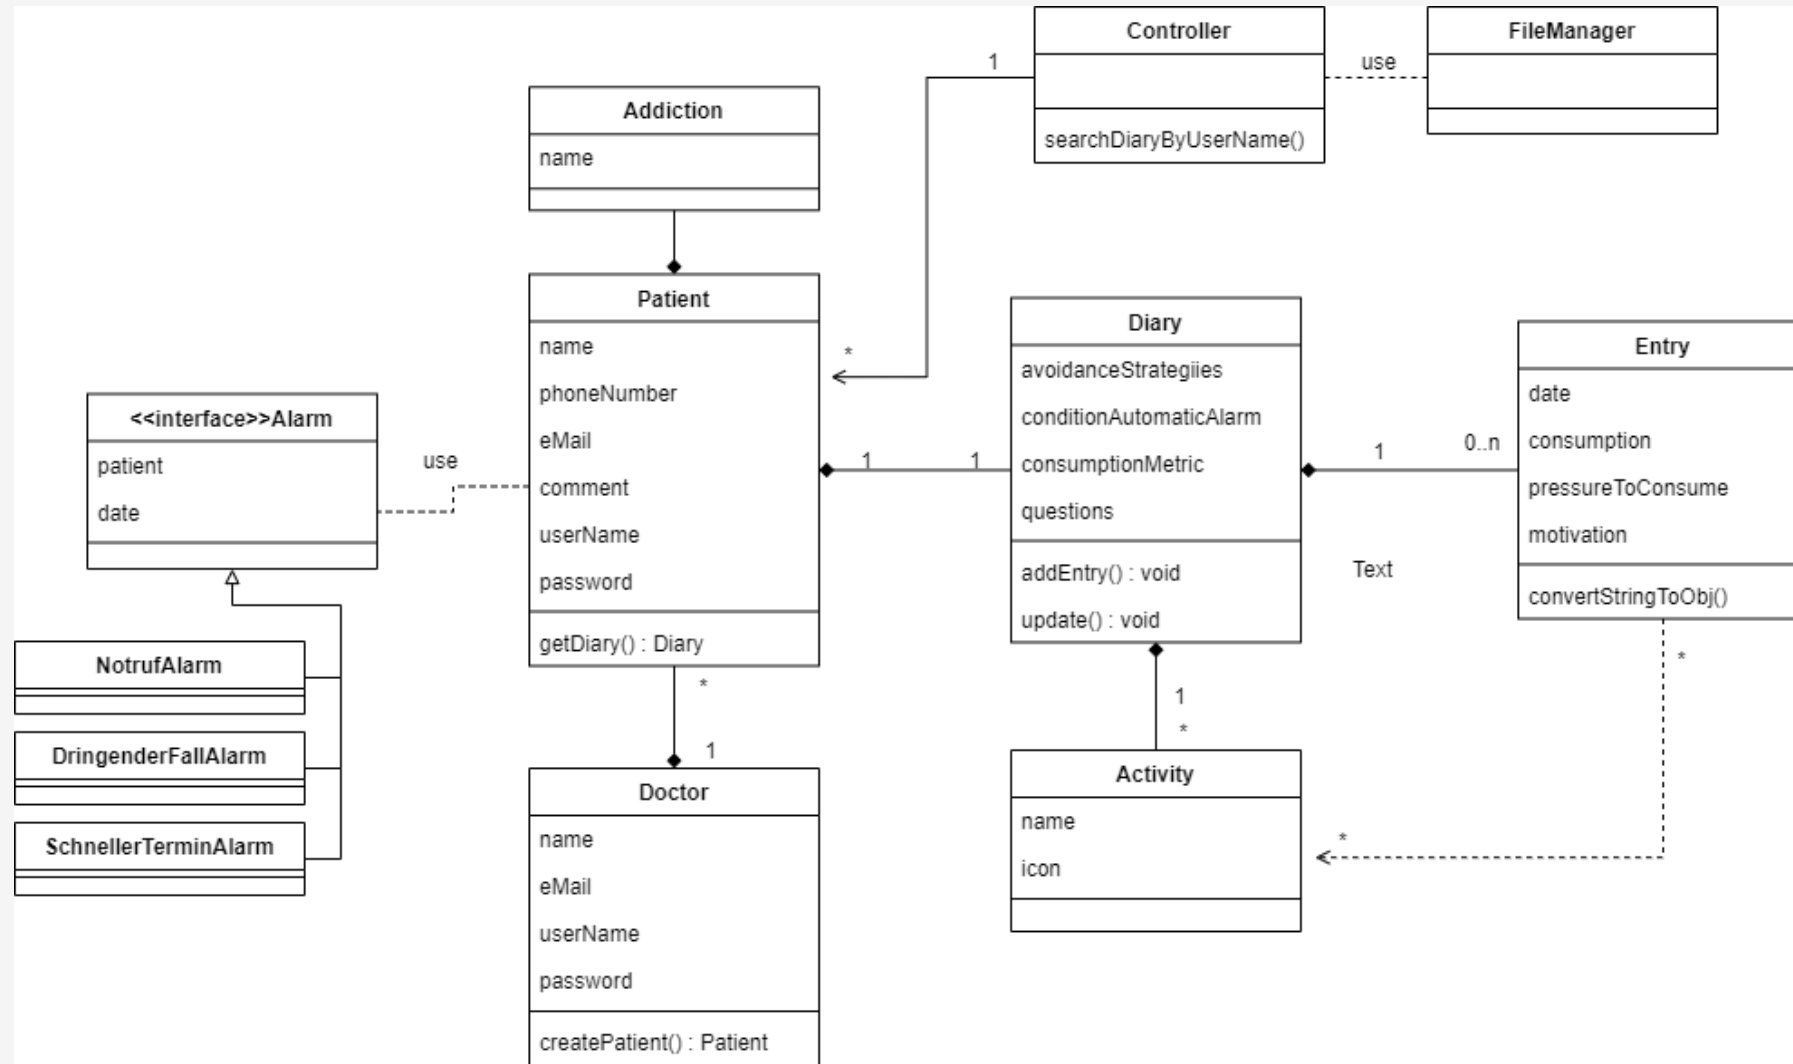 Controller
1
searchDiaryByUserName()
use
FileManager
Addiction
name
Patient
name
phoneNumber
eMail
comment
userName
password
getDiary() : Diary
*
<<interface>>Alarm
patient
date
use
NotrufAlarm
DringenderFallAlarm
SchnellerTerminAlarm
1
1
Diary
avoidanceStrategiies
conditionAutomaticAlarm
consumptionMetric
questions
addEntry() : void
update() : void
1
0..n
Text
Entry
date
consumption
pressureToConsume
motivation
convertStringToObj()
*
*
1
Doctor
name
eMail
userName
password
createPatient() : Patient
1
*
Activity
name
icon
*